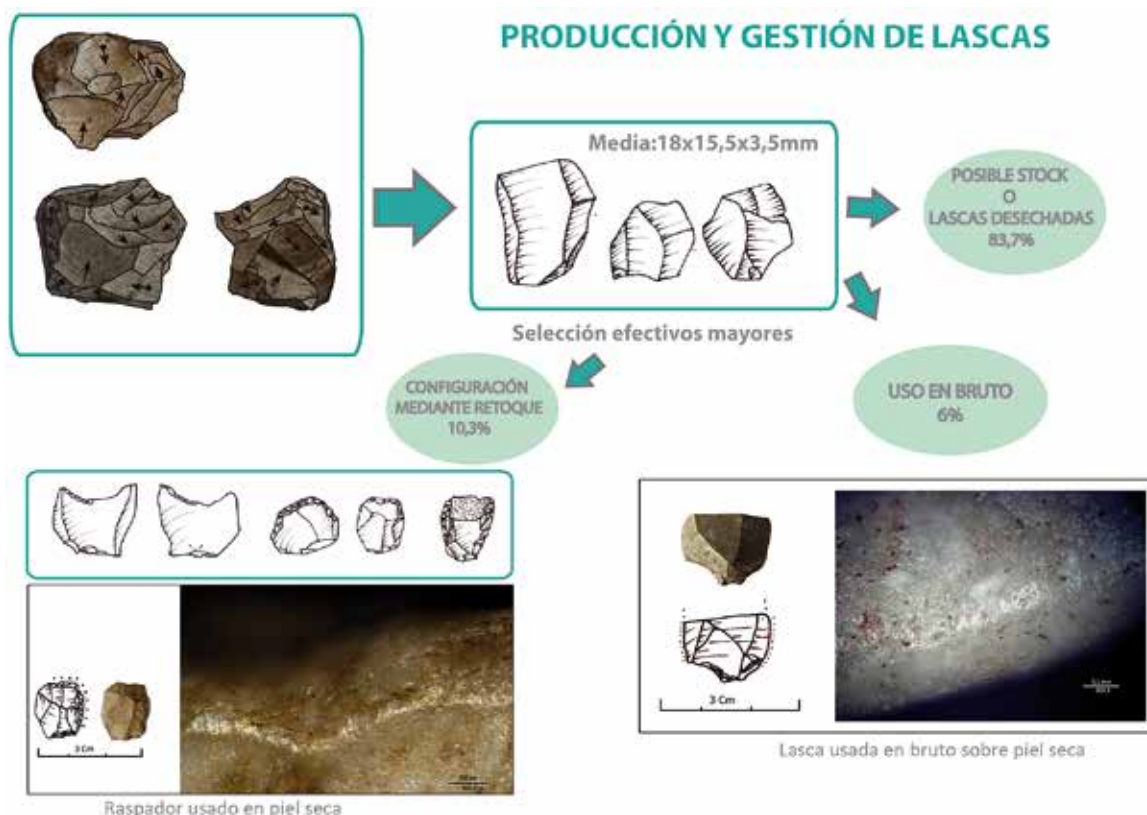 PRODUCCIÓN Y GESTIÓN DE LASCAS
Media:18x15,5x3,5mm
POSIBLE STOCK
O
LASCAS DESECHADAS
83,7%
Selección efectivos mayores
CONFIGURACIÓN
MEDIANTE RETOQUE
10,3%
USO EN BRUTO
6%
3 Cm
3 Cm
Lasca usada en bruto sobre piel seca
Raspador usado en piel seca